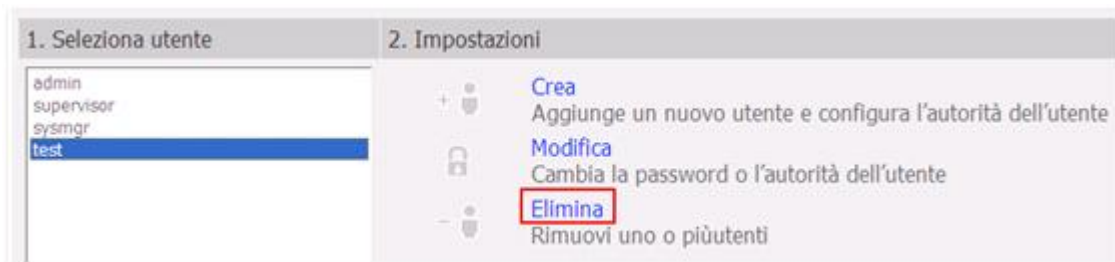 1. Seleziona utente
2. Impostazioni
admin
supervisor
sysmgr
test
Crea
Aggiunge un nuovo utente e configura l'autorità dell'utente
Modifica
Cambia la password o l'autorità dell'utente
Elimina
Rimuovi uno o piùutenti